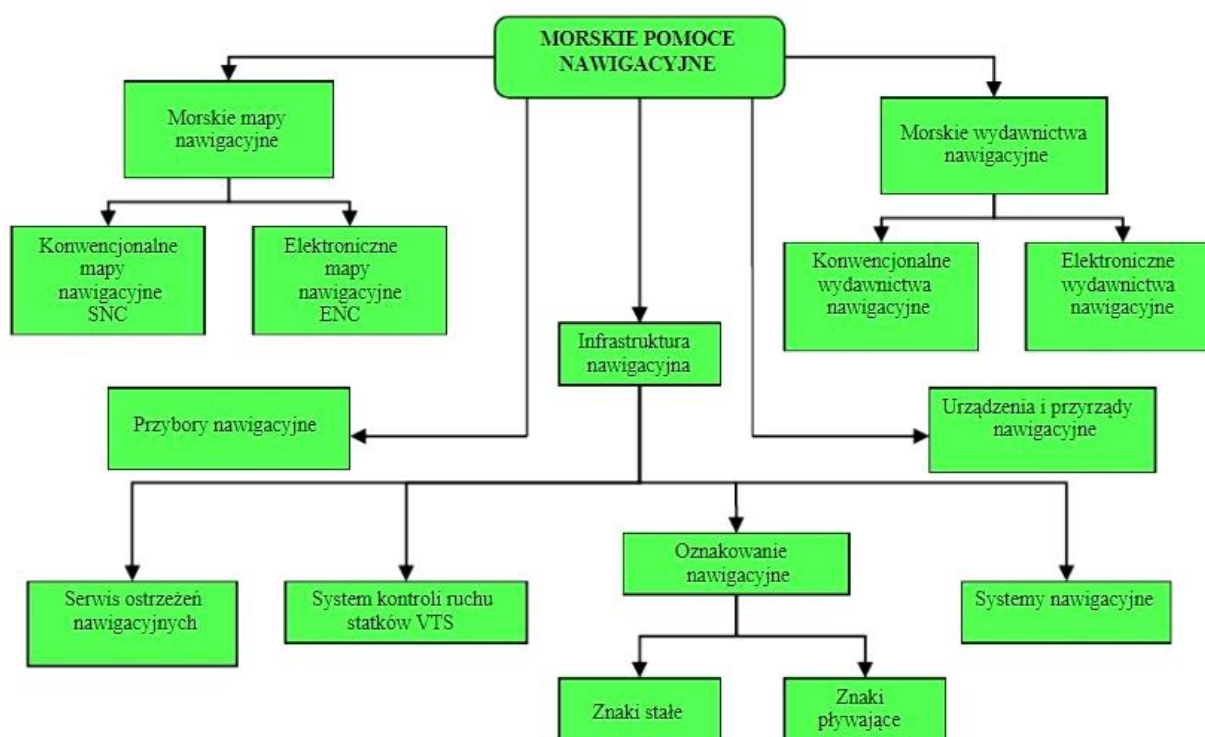 MORSKIE POMOCE
NAWIGACYJNE
Morskie mapy
nawigacyjne
Morskie wydawnictwa
nawigacyjne
Konwencjonalne
mapy
nawigacyjne
SNC
Elektroniczne
mapy
nawigacyjne
ENC
Konwencjonalne
wydawnictwa
nawigacyjne
Elektroniczne
wydawnictwa
nawigacyjne
Infrastruktura
nawigacyjna
Przybory nawigacyjne
Urządzenia i przyrządy
nawigacyjne
Serwis ostrzeżeń
nawigacyjnych
System kontroli ruchu
statków VTS
Oznakowanie
nawigacyjne
Systemy nawigacyjne
Znaki stałe
Znaki
pływające